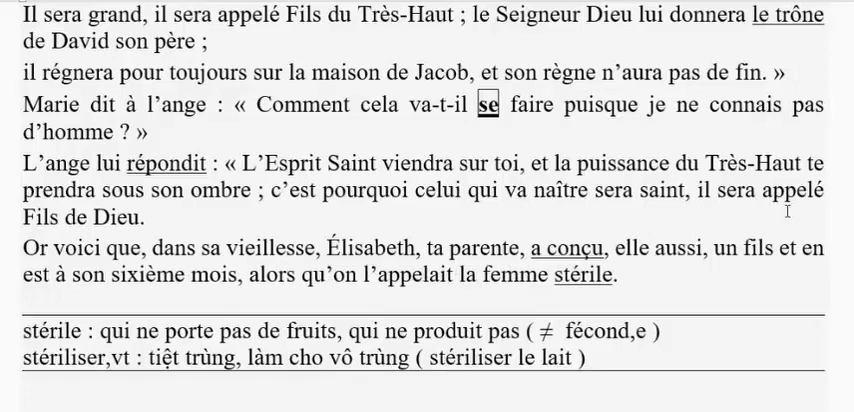 Il sera grand, il sera appelé Fils du Très-Haut ; le Seigneur Dieu lui donnera le trône
de David son père ;
il régnera pour toujours sur la maison de Jacob, et son règne n’aura pas de fin. »
Marie dit à l’ange : « Comment cela va-t-il se faire puisque je ne connais pas
d’homme ? »
L’ange lui répondit : « L’Esprit Saint viendra sur toi, et la puissance du Très-Haut te
prendra sous son ombre ; c’est pourquoi celui qui va naître sera saint, il sera appelé
Fils de Dieu.
Or voici que, dans sa vieillesse, Élisabeth, ta parente, a conçu, elle aussi, un fils et en
est à son sixième mois, alors qu’on l’appelait la femme stérile.
stérile : qui ne porte pas de fruits, qui ne produit pas ( ≠ fécond,e )
stériliser,vt : tiệt trùng, làm cho vô trùng ( stériliser le lait )